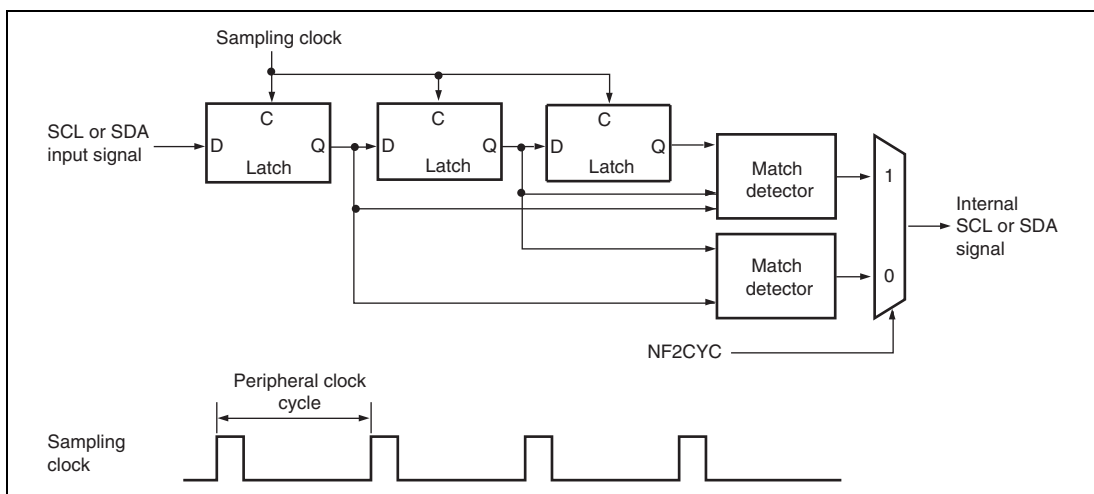 Sampling clock
SCL or SDA
input signal
D
C
Q
Latch
D
C
Q
Latch
D
C
Q
Latch
Match
detector
1
Match
detector
0
Internal
SCL or SDA
signal
NF2CYC
Peripheral clock
cycle
Sampling
clock